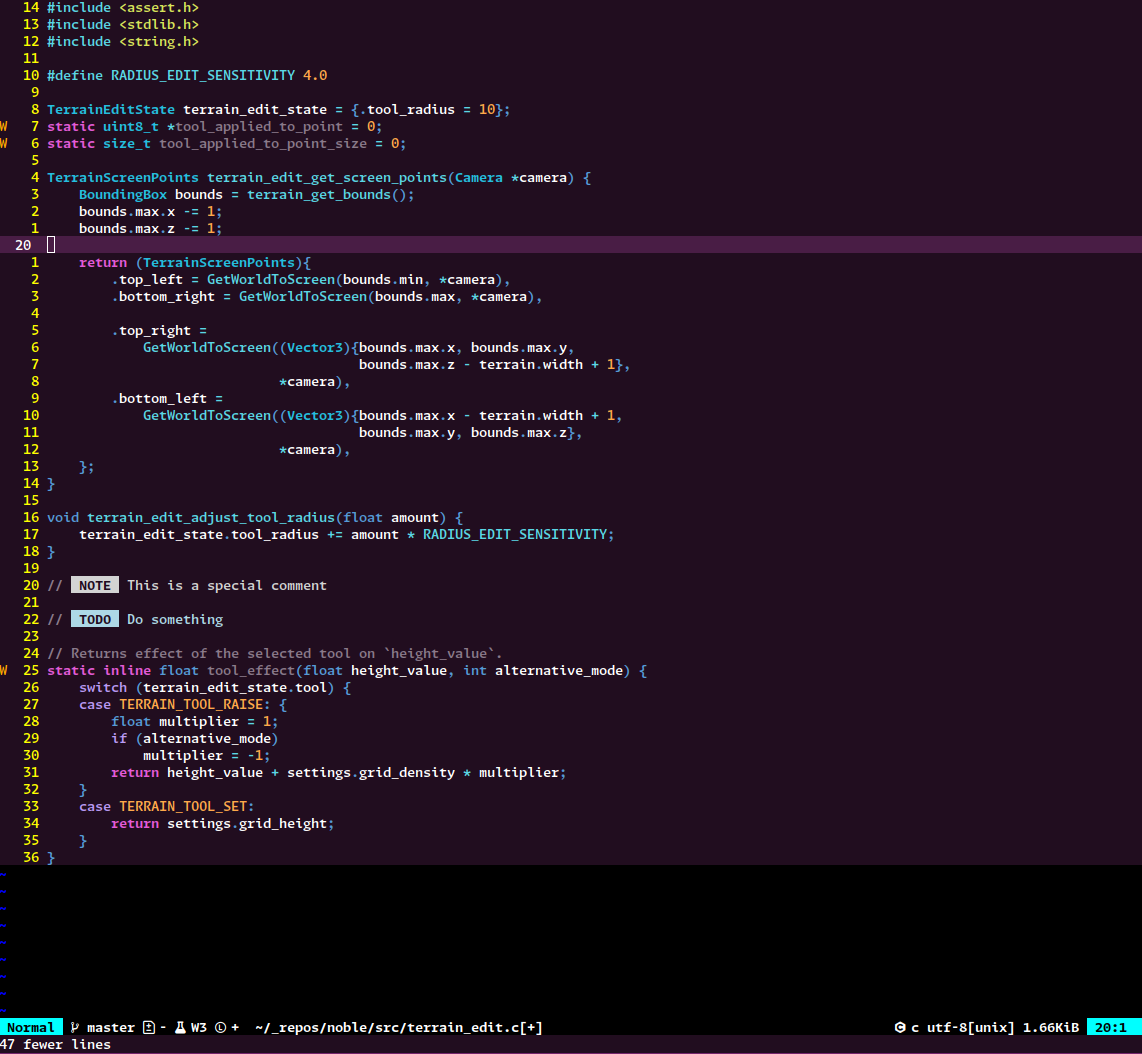 14 #include <assert.h>
13 #include <stdlib.h>
12 #include <string.h>
11
10 #define RADIUS_EDIT_SENSITIVITY 4.0
9
8 TerrainEditState terrain_edit_state = {.tool_radius = 10};
W 7 static uint8_t *tool_applied_to_point = 0;
W 6 static size_t tool_applied_to_point_size = 0;
5
4 TerrainScreenPoints terrain_edit_get_screen_points(Camera *camera) {
3     BoundingBox bounds = terrain_get_bounds();
2     bounds.max.x -= 1;
1     bounds.max.z -= 1;
20
1     return (TerrainScreenPoints){
2         .top_left = GetWorldToScreen(bounds.min, *camera),
3         .bottom_right = GetWorldToScreen(bounds.max, *camera),
4
5         .top_right =
6             GetWorldToScreen((Vector3){bounds.max.x, bounds.max.y,
7                                        bounds.max.z - terrain.width + 1},
8                              *camera),
9         .bottom_left =
10             GetWorldToScreen((Vector3){bounds.max.x - terrain.width + 1,
11                                        bounds.max.y, bounds.max.z},
12                              *camera),
13     };
14 }
15
16 void terrain_edit_adjust_tool_radius(float amount) {
17     terrain_edit_state.tool_radius += amount * RADIUS_EDIT_SENSITIVITY;
18 }
19
20 // NOTE This is a special comment
21
22 // TODO Do something
23
24 // Returns effect of the selected tool on `height_value`.
W 25 static inline float tool_effect(float height_value, int alternative_mode) {
26     switch (terrain_edit_state.tool) {
27     case TERRAIN_TOOL_RAISE: {
28         float multiplier = 1;
29         if (alternative_mode)
30             multiplier = -1;
31         return height_value + settings.grid_density * multiplier;
32     }
33     case TERRAIN_TOOL_SET:
34         return settings.grid_height;
35     }
36 }
~
~
~
~
~
~
~
~
~
Normal master - W3 Ⓛ + ~/_repos/noble/src/terrain_edit.c[+] c utf-8[unix] 1.66KiB 20:1
47 fewer lines